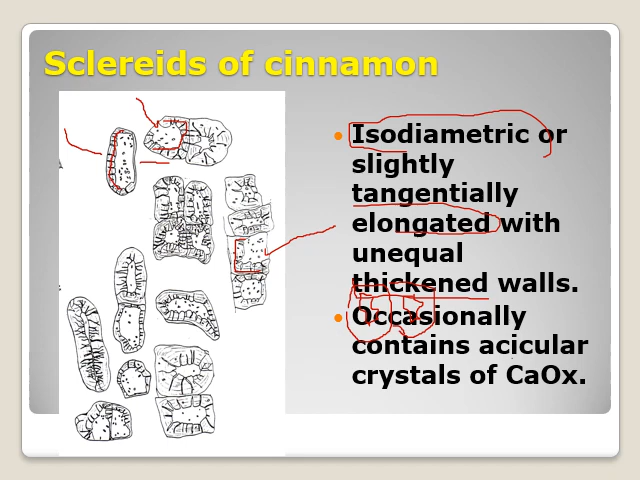 Sclereids of cinnamon
• Isodiametric or
slightly
tangentially
elongated with
unequal
thickened walls.
• Occasionally
contains acicular
crystals of CaOx.